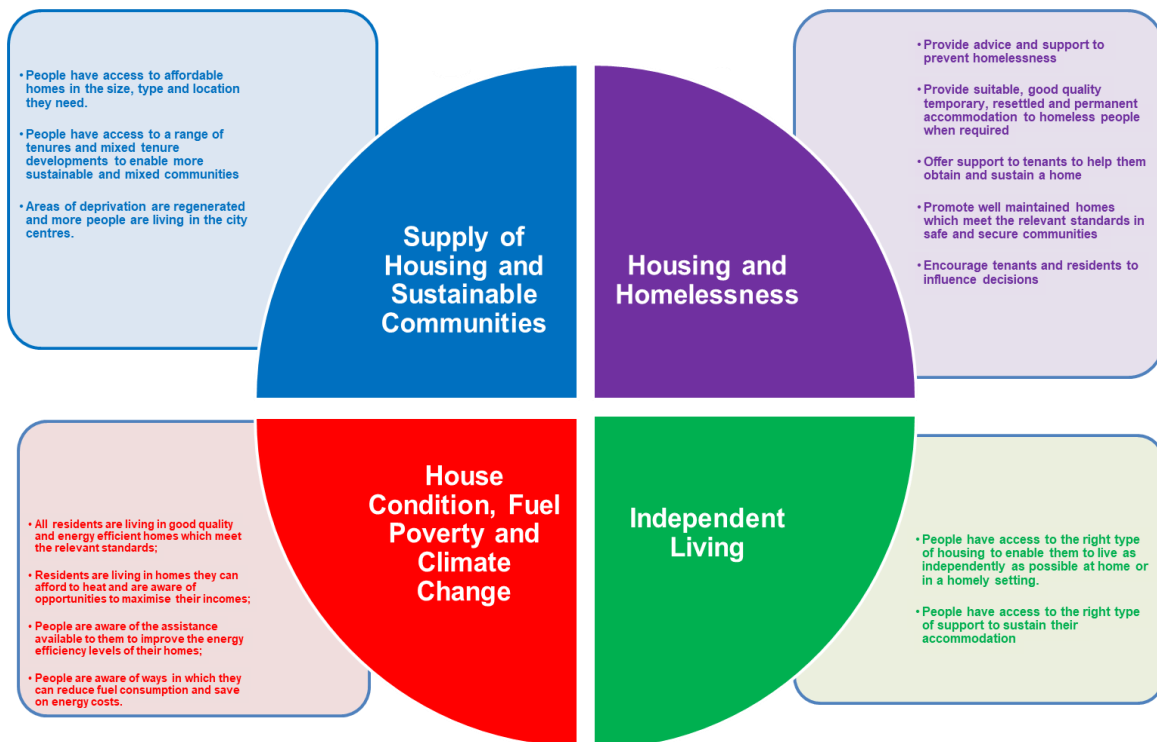 • People have access to affordable
homes in the size, type and location
they need.
• People have access to a range of
tenures and mixed tenure
developments to enable more
sustainable and mixed communities
• Areas of deprivation are regenerated
and more people are living in the city
centres.
Supply of
Housing and
Sustainable
Communities
• Provide advice and support to
prevent homelessness
• Provide suitable, good quality
temporary, resettled and permanent
accommodation to homeless people
when required
• Offer support to tenants to help them
obtain and sustain a home
• Promote well maintained homes
which meet the relevant standards in
safe and secure communities
• Encourage tenants and residents to
influence decisions
Housing and
Homelessness
• All residents are living in good quality
and energy efficient homes which meet
the relevant standards;
• Residents are living in homes they can
afford to heat and are aware of
opportunities to maximise their incomes;
• People are aware of the assistance
available to them to improve the energy
efficiency levels of their homes;
• People are aware of ways in which they
can reduce fuel consumption and save
on energy costs.
House
Condition, Fuel
Poverty and
Climate
Change
Independent
Living
• People have access to the right type
of housing to enable them to live as
independently as possible at home or
in a homely setting.
• People have access to the right type
of support to sustain their
accommodation